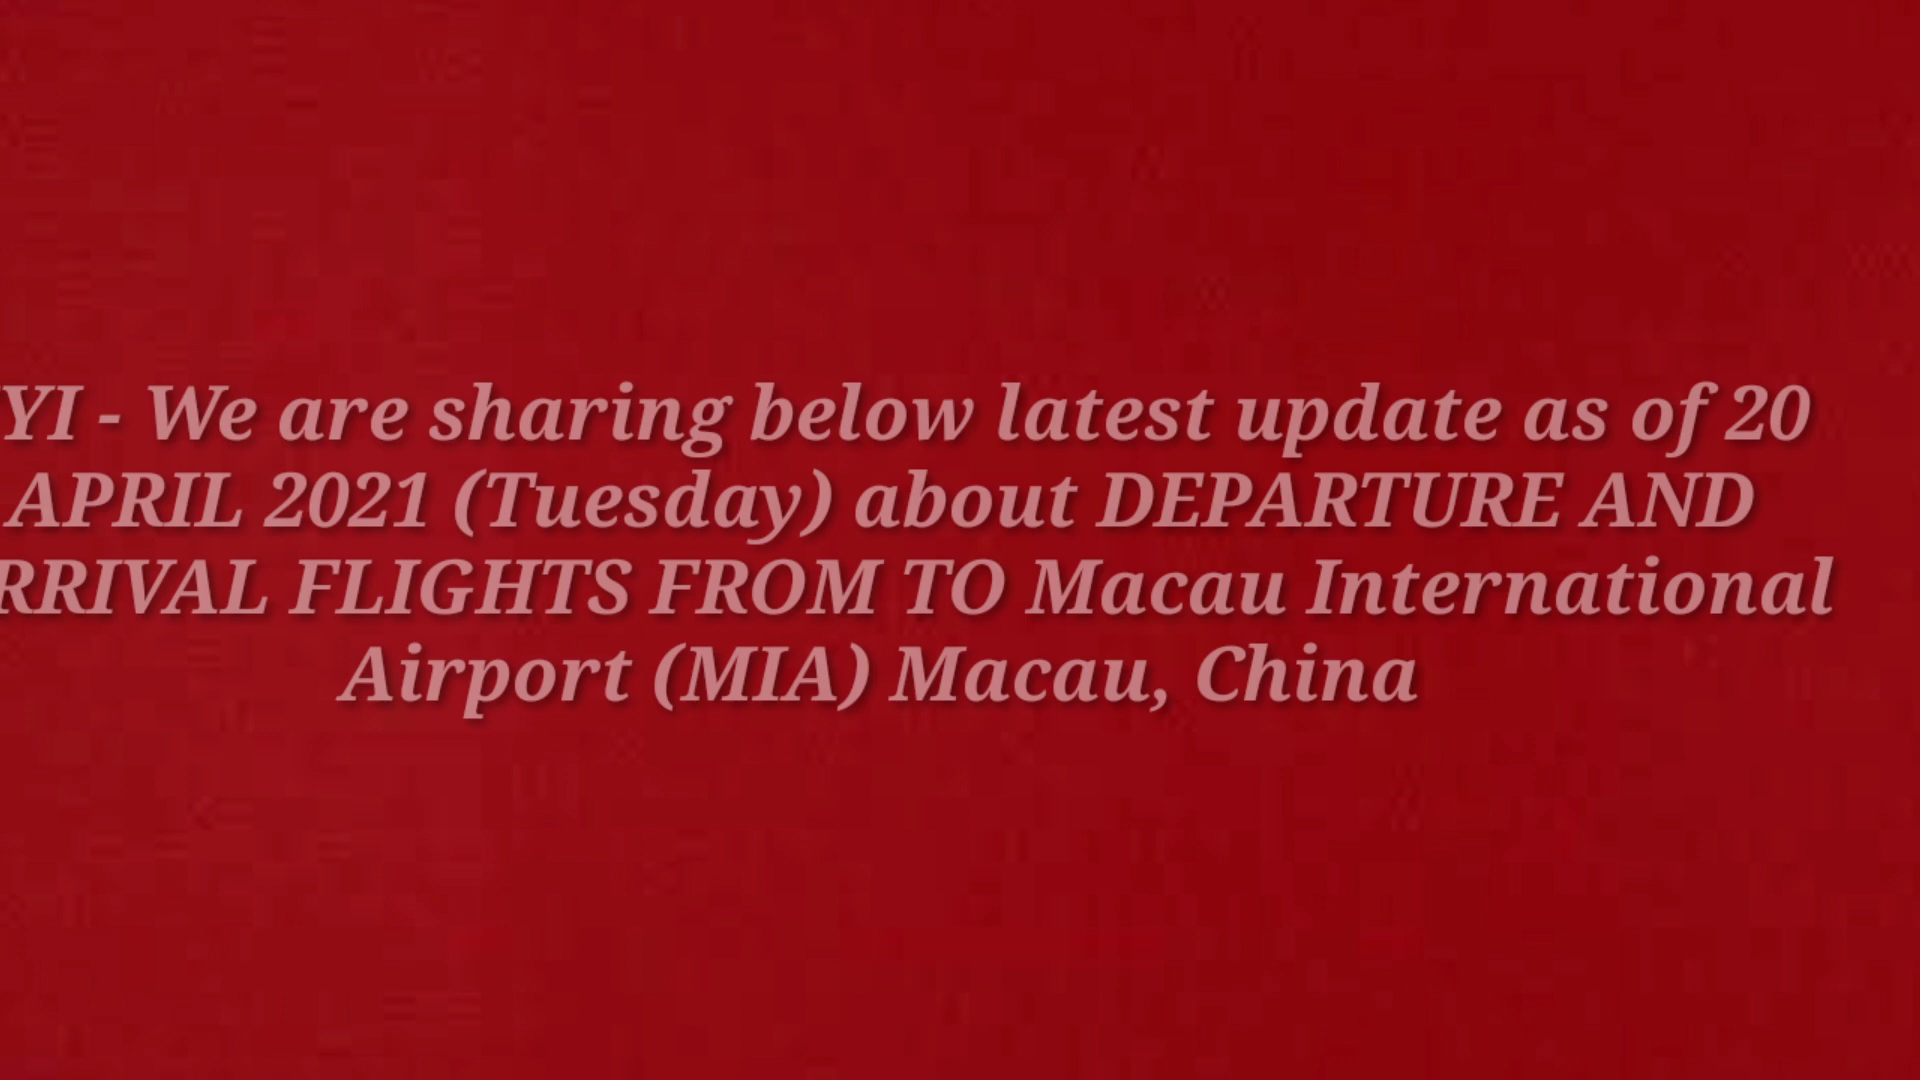 YI - We are sharing below latest update as of 20
APRIL 2021 (Tuesday) about DEPARTURE AND
RRIVAL FLIGHTS FROM TO Macau International
Airport (MIA) Macau, China